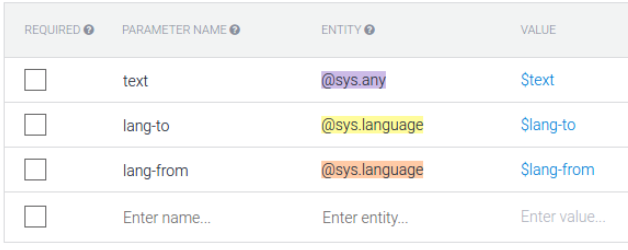 REQUIRED PARAMETER NAME ENTITY VALUE
text @sys.any $text
lang-to @sys.language $lang-to
lang-from @sys.language $lang-from
Enter name... Enter entity... Enter value...